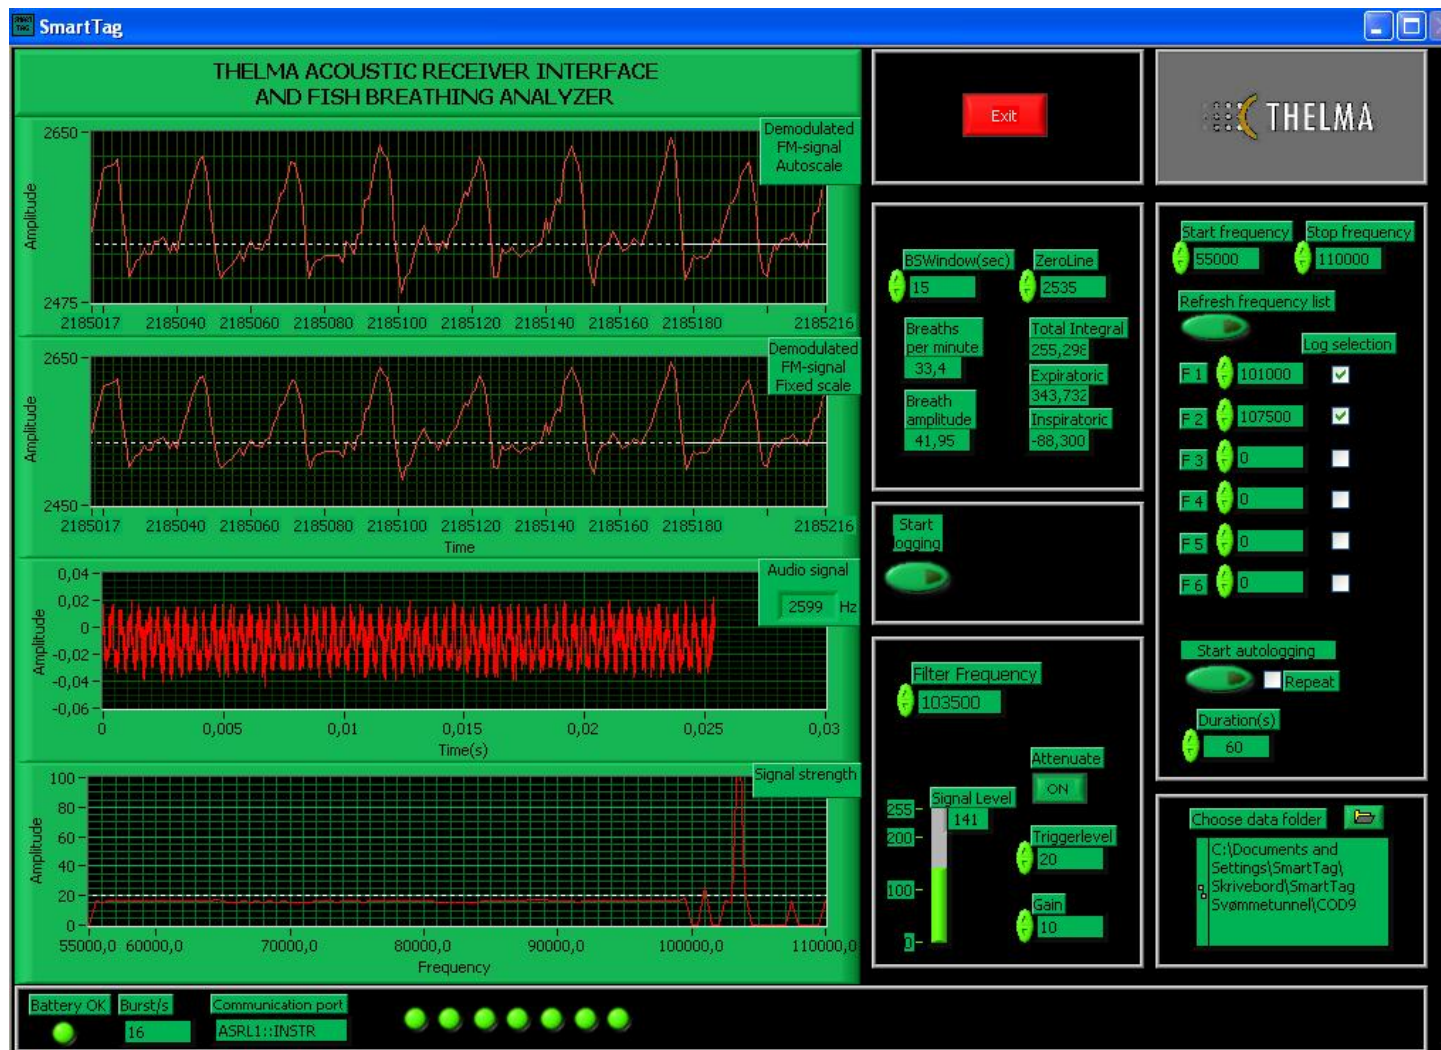 SMART
TAG
SmartTag
THELMA ACOUSTIC RECEIVER INTERFACE
AND FISH BREATHING ANALYZER
Demodulated
FM-signal
Autoscale
2650
Amplitude
2475
2185017 2185040 2185060 2185080 2185100 2185120 2185140 2185160 2185180 2185216
Demodulated
FM-signal
Fixed scale
2650
Amplitude
2450
2185017 2185040 2185060 2185080 2185100 2185120 2185140 2185160 2185180 2185216
Time
Audio signal
2599 Hz
0,04
0,02
0
-0,02
-0,04
-0,06
Amplitude
0 0,005 0,01 0,015 0,02 0,025 0,03
Time(s)
Signal strength
100
80
60
40
20
0
Amplitude
55000,0 60000,0 70000,0 80000,0 90000,0 100000,0 110000,0
Frequency
Exit
THELMA
BSWindow(sec)
15
ZeroLine
2535
Breaths
per minute
33,4
Total Integral
255,298
Expiratoric
343,732
Breath
amplitude
41,95
Inspiratoric
-88,300
Start
logging
Filter Frequency
103500
Attenuate
ON
Signal Level
141
255
200
100
0
Triggerlevel
20
Gain
10
Start frequency
55000
Stop frequency
110000
Refresh frequency list
Log selection
F 1 101000
F 2 107500
F 3 0
F 4 0
F 5 0
F 6 0
Start autologging
Repeat
Duration(s)
60
Choose data folder
C:\Documents and
Settings\SmartTag\
Skrivebord\SmartTag
Svømmetunnel\COD9
Battery OK
Burst/s
16
Communication port
ASRL1::INSTR